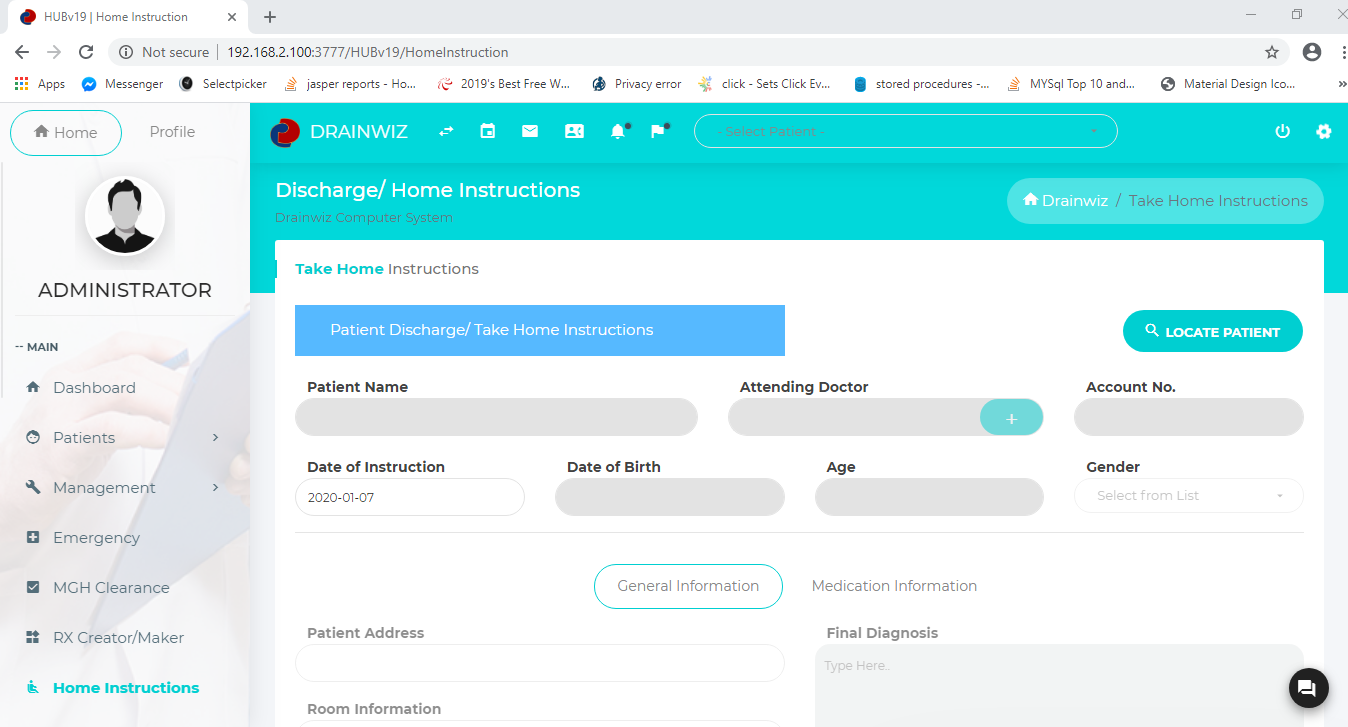 HUBv19 | Home Instruction
Not secure | 192.168.2.100:3777/HUBv19/HomeInstruction
Apps Messenger Selectpicker jasper reports - Ho... 2019's Best Free W... Privacy error click - Sets Click Ev... stored procedures -... MYSql Top 10 and... Material Design Ico... »
Home Profile
DRAINWIZ - Select Patient -
ADMINISTRATOR
-- MAIN
Dashboard
Patients
Management
Emergency
MGH Clearance
RX Creator/Maker
Home Instructions
Discharge/ Home Instructions
Drainwiz Computer System
Drainwiz / Take Home Instructions
Take Home Instructions
Patient Discharge/ Take Home Instructions
LOCATE PATIENT
Patient Name Attending Doctor Account No.
+
Date of Instruction Date of Birth Age Gender
2020-01-07 Select from List
General Information Medication Information
Patient Address Final Diagnosis
Type Here..
Room Information